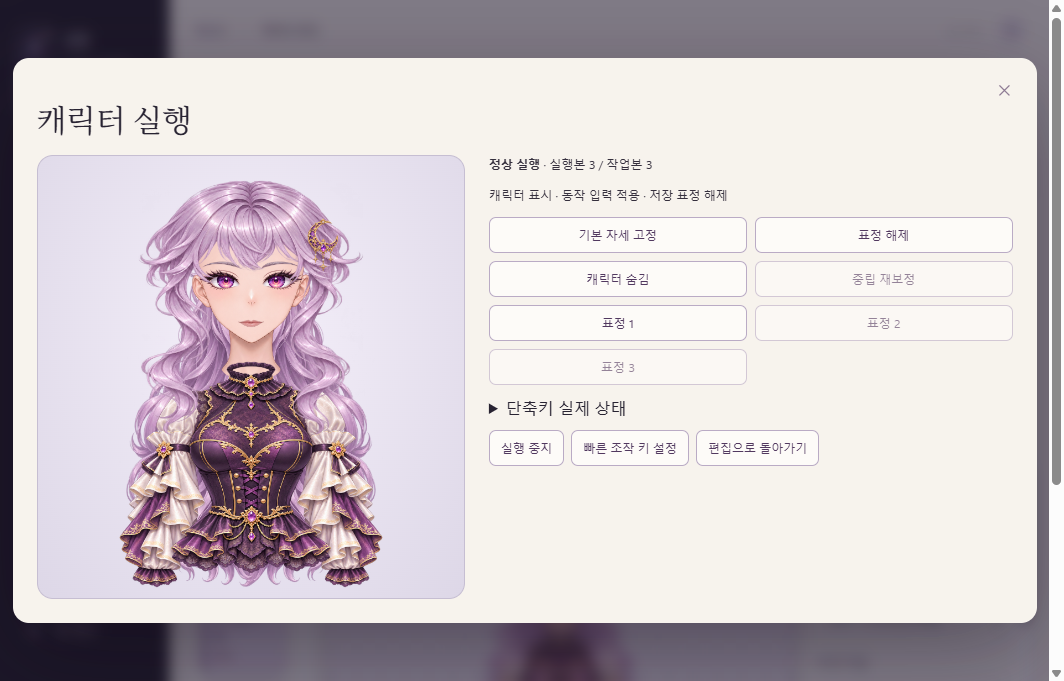 캐릭터 실행
정상 실행 · 실행본 3 / 작업본 3
캐릭터 표시 · 동작 입력 적용 · 저장 표정 해제
기본 자세 고정
표정 해제
캐릭터 숨김
중립 재보정
표정 1
표정 2
표정 3
▶ 단축키 실제 상태
실행 중지
빠른 조작 키 설정
편집으로 돌아가기